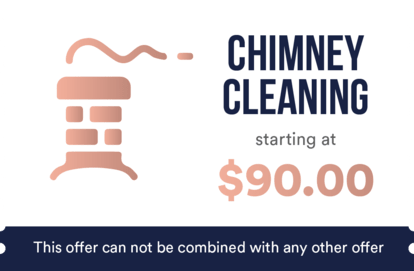 CHIMNEY
CLEANING
starting at
$90.00
This offer can not be combined with any other offer